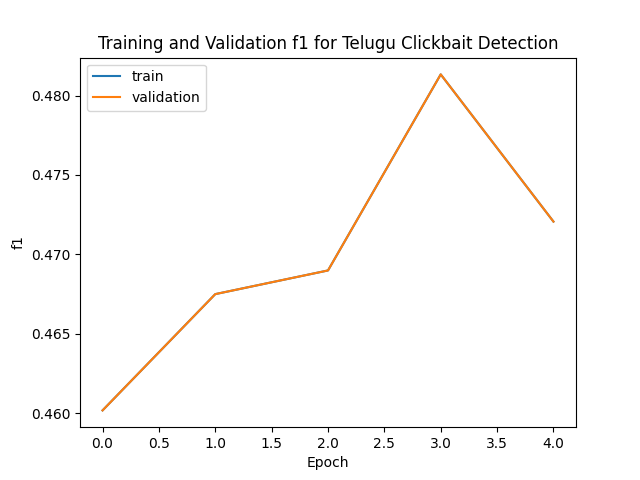 Training and Validation f1 for Telugu Clickbait Detection
train
validation
0.480
0.475
0.470
0.465
0.460
f1
0.0 0.5 1.0 1.5 2.0 2.5 3.0 3.5 4.0
Epoch